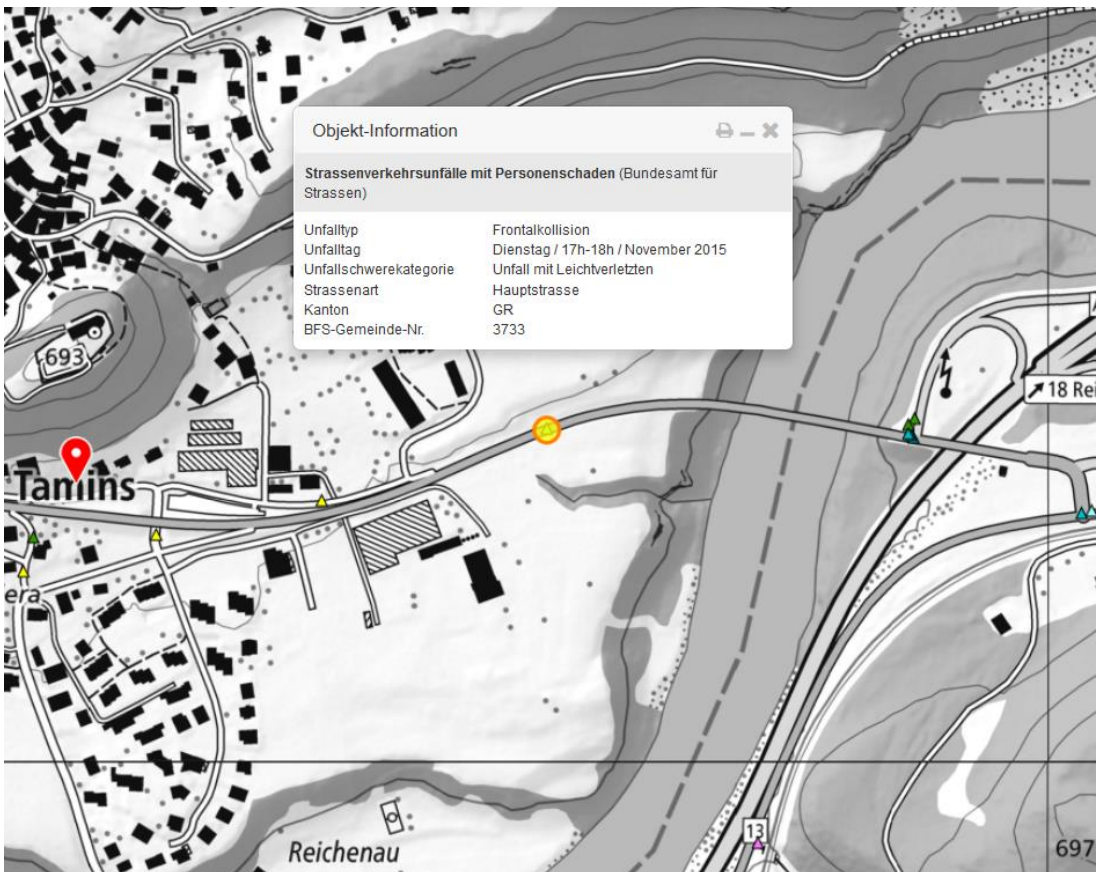 Objekt-Information
Strassenverkehrsunfälle mit Personenschaden (Bundesamt für
Strassen)
Unfalltyp Frontalkollision
Unfalltag Dienstag / 17h-18h / November 2015
Unfallschwerekategorie Unfall mit Leichtverletzten
Strassenart Hauptstrasse
Kanton GR
BFS-Gemeinde-Nr. 3733
693
18 Rei
Tamins
era
13
Reichenau
697